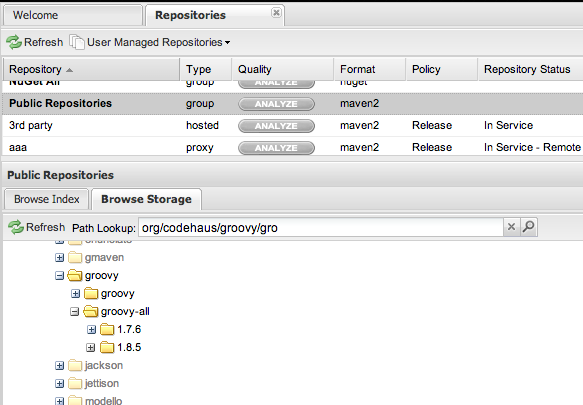 Welcome Repositories
Refresh User Managed Repositories
Repository Type Quality Format Policy Repository Status
NuGet All group ANALYZE nuget
Public Repositories group ANALYZE maven2
3rd party hosted ANALYZE maven2 Release In Service
aaa proxy ANALYZE maven2 Release In Service - Remote
Public Repositories
Browse Index Browse Storage
Refresh Path Lookup: org/codehaus/groovy/gro
gmaven
groovy
groovy
groovy-all
1.7.6
1.8.5
jackson
jettison
modello